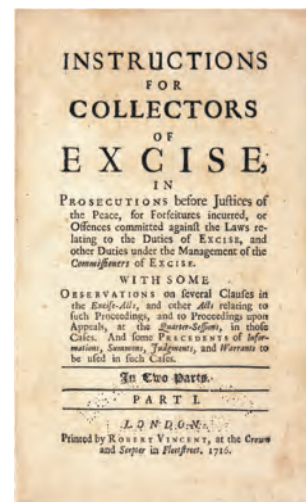 INSTRUCTIONS
FOR
COLLECTORS
OF
EXCISE,
IN
PROSECUTIONS before Juſtices of
the Peace, for Forfeitures incurred, or
Offences committed againſt the Laws re-
lating to the Duties of EXCISE, and
other Duties under the Management of the
Commiſſioners of EXCISE.
WITH SOME
OBSERVATIONS on ſeveral Clauſes in
the Exciſe-Acts, and other Acts relating to
ſuch Proceedings, and to Proceedings upon
Appeals, at the Quarter-Seſſions, in thoſe
Caſes. And ſome PRECEDENTS of Infor-
mations, Summons, Judgments, and Warrants to
be uſed in ſuch Caſes.
In Two Parts.
PART I.
LONDON:
Printed by ROBERT VINCENT, at the Crown
and Scepter in Fleetſtreet. 1716.